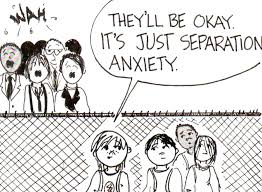 WAH
THEY'LL BE OKAY.
IT'S JUST SEPARATION
ANXIETY.